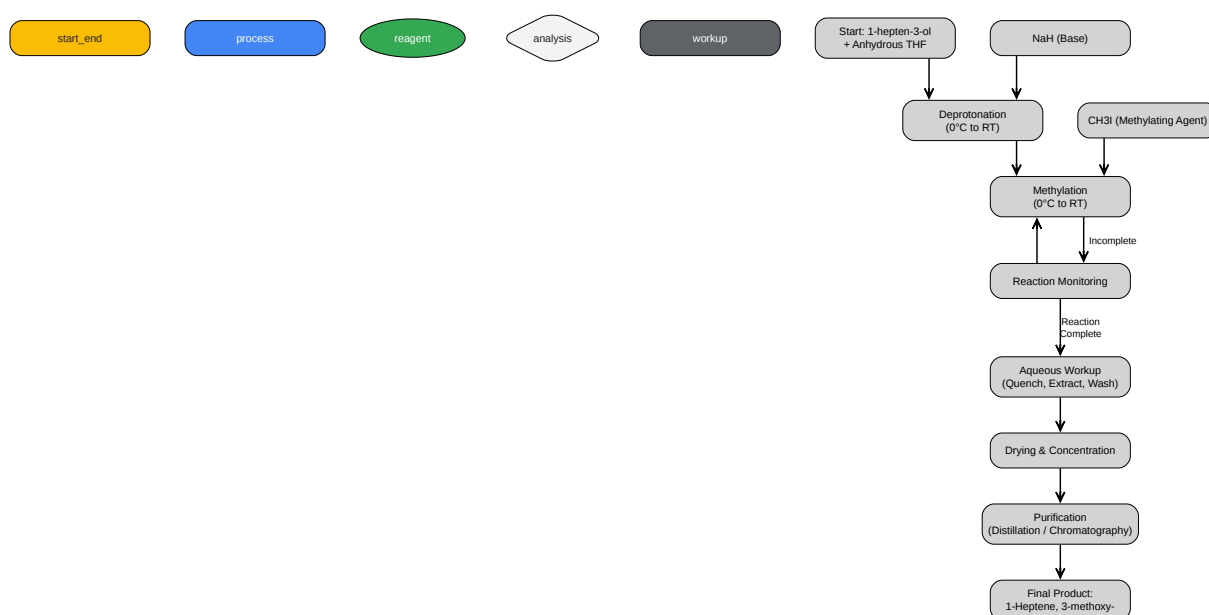 start_end
process
reagent
analysis
workup
Start: 1-hepten-3-ol
+ Anhydrous THF
NaH (Base)
Deprotonation
(0°C to RT)
CH3I (Methylating Agent)
Methylation
(0°C to RT)
Incomplete
Reaction Monitoring
Reaction
Complete
Aqueous Workup
(Quench, Extract, Wash)
Drying & Concentration
Purification
(Distillation / Chromatography)
Final Product:
1-Heptene, 3-methoxy-